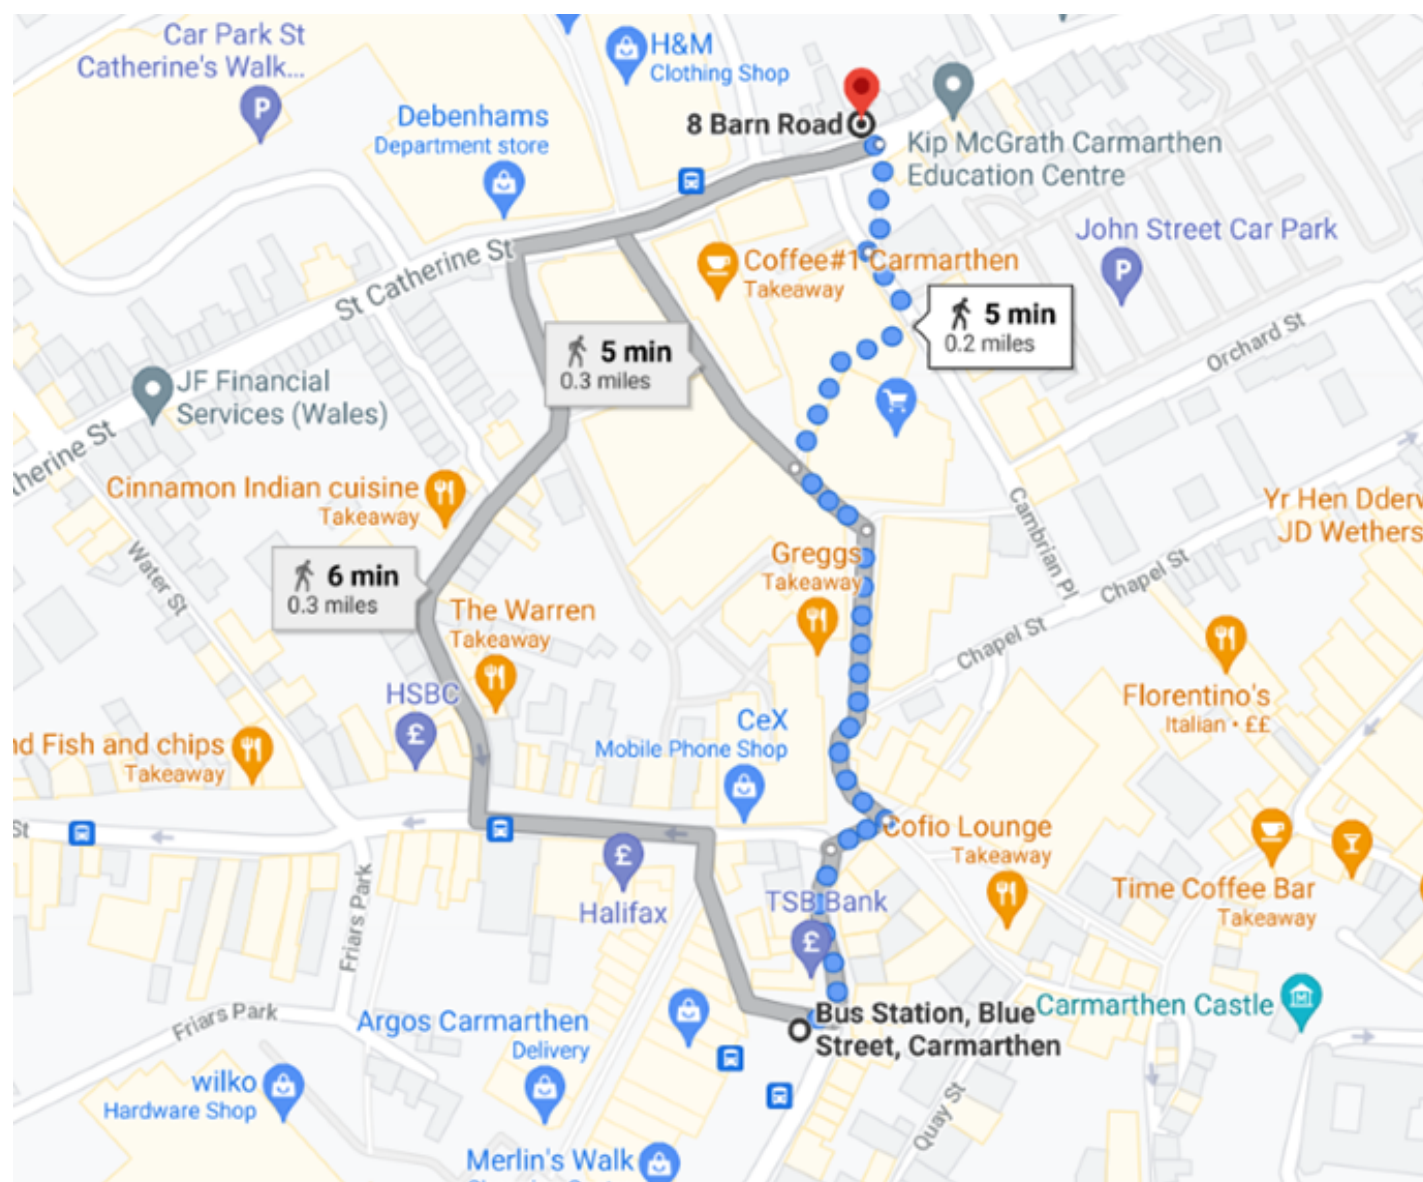 Car Park St
Catherine's Walk...
P
H&M
Clothing Shop
Debenhams
Department store
8 Barn Road
Kip McGrath Carmarthen
Education Centre
John Street Car Park
P
Coffee#1 Carmarthen
Takeaway
St Catherine St
5 min
0.2 miles
5 min
0.3 miles
Orchard St
JF Financial
Services (Wales)
therine St
Cinnamon Indian cuisine
Takeaway
Water St
Cambrian Pl
Yr Hen Dderw
JD Wethers
Greggs
Takeaway
Chapel St
6 min
0.3 miles
The Warren
Takeaway
Chapel St
HSBC
£
Florentino's
Italian • ££
CeX
Mobile Phone Shop
nd Fish and chips
Takeaway
St
Cofio Lounge
Takeaway
£
Halifax
TSB Bank
£
Time Coffee Bar
Takeaway
Friars Park
Friars Park
Argos Carmarthen
Delivery
Bus Station, Blue
Street, Carmarthen
Carmarthen Castle
wilko
Hardware Shop
Quay St
Merlin's Walk